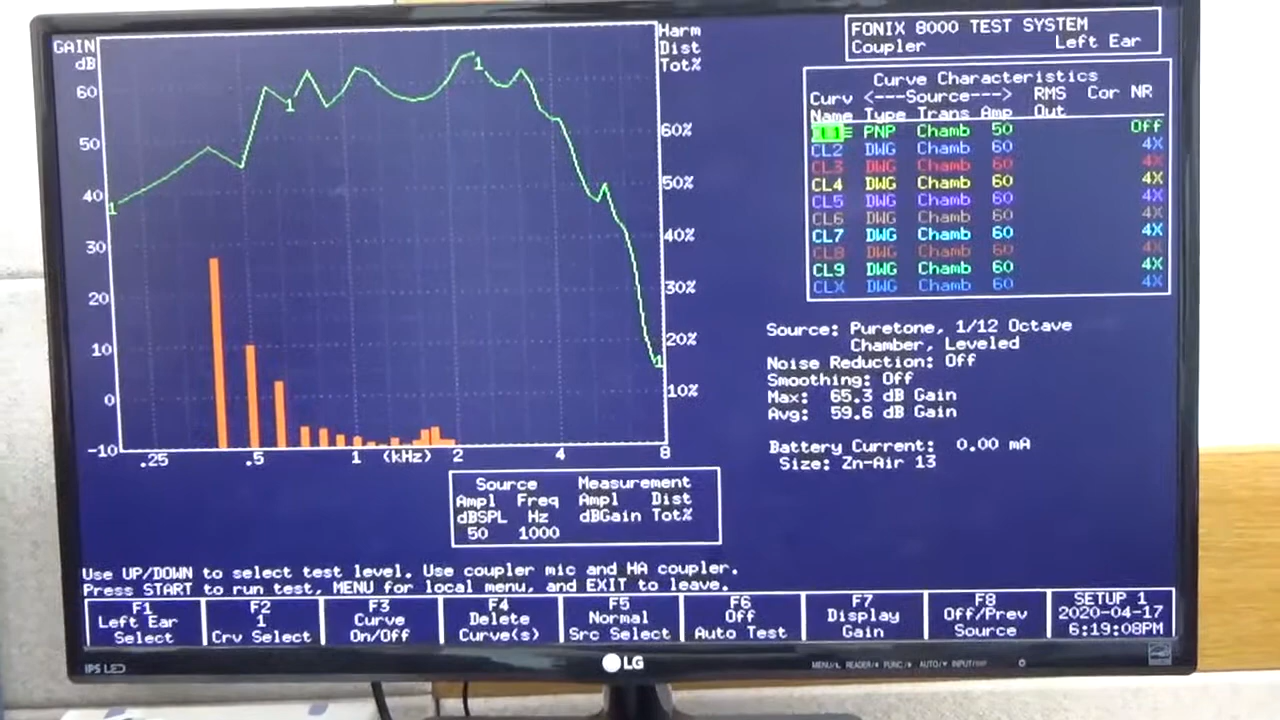 GAIN
dB
60
50
40
30
20
10
0
-10
.25 .5 1 (kHz) 2 4 8
1
1
1
1
Harm
Dist
Tot%
60%
50%
40%
30%
20%
10%
FONIX 8000 TEST SYSTEM
Coupler Left Ear
Curve Characteristics
Curv <---Source---> RMS Cor NR
Name Type Trans Amp Out
CL1 PNP Chamb 50 Off
CL2 DWG Chamb 60 4X
CL3 DWG Chamb 60 4X
CL4 DWG Chamb 60 4X
CL5 DWG Chamb 60 4X
CL6 DWG Chamb 60 4X
CL7 DWG Chamb 60 4X
CL8 DWG Chamb 60 4X
CL9 DWG Chamb 60 4X
CLX DWG Chamb 60 4X
Source: Puretone, 1/12 Octave
Chamber, Leveled
Noise Reduction: Off
Smoothing: Off
Max: 65.3 dB Gain
Avg: 59.6 dB Gain
Battery Current: 0.00 mA
Size: Zn-Air 13
Source Measurement
Ampl Freq Ampl Dist
dBSPL Hz dBGain Tot%
50 1000
Use UP/DOWN to select test level. Use coupler mic and HA coupler.
Press START to run test, MENU for local menu, and EXIT to leave.
F1 F2 F3 F4 F5 F6 F7 F8 SETUP 1
Left Ear 1 Curve Delete Normal Off Display Off/Prev 2020-04-17
Select Crv Select On/Off Curve(s) Src Select Auto Test Gain Source 6:19:08PM
IPS LED
LG
MENU/ READER/ FUNC/ AUTO/ INPUT/